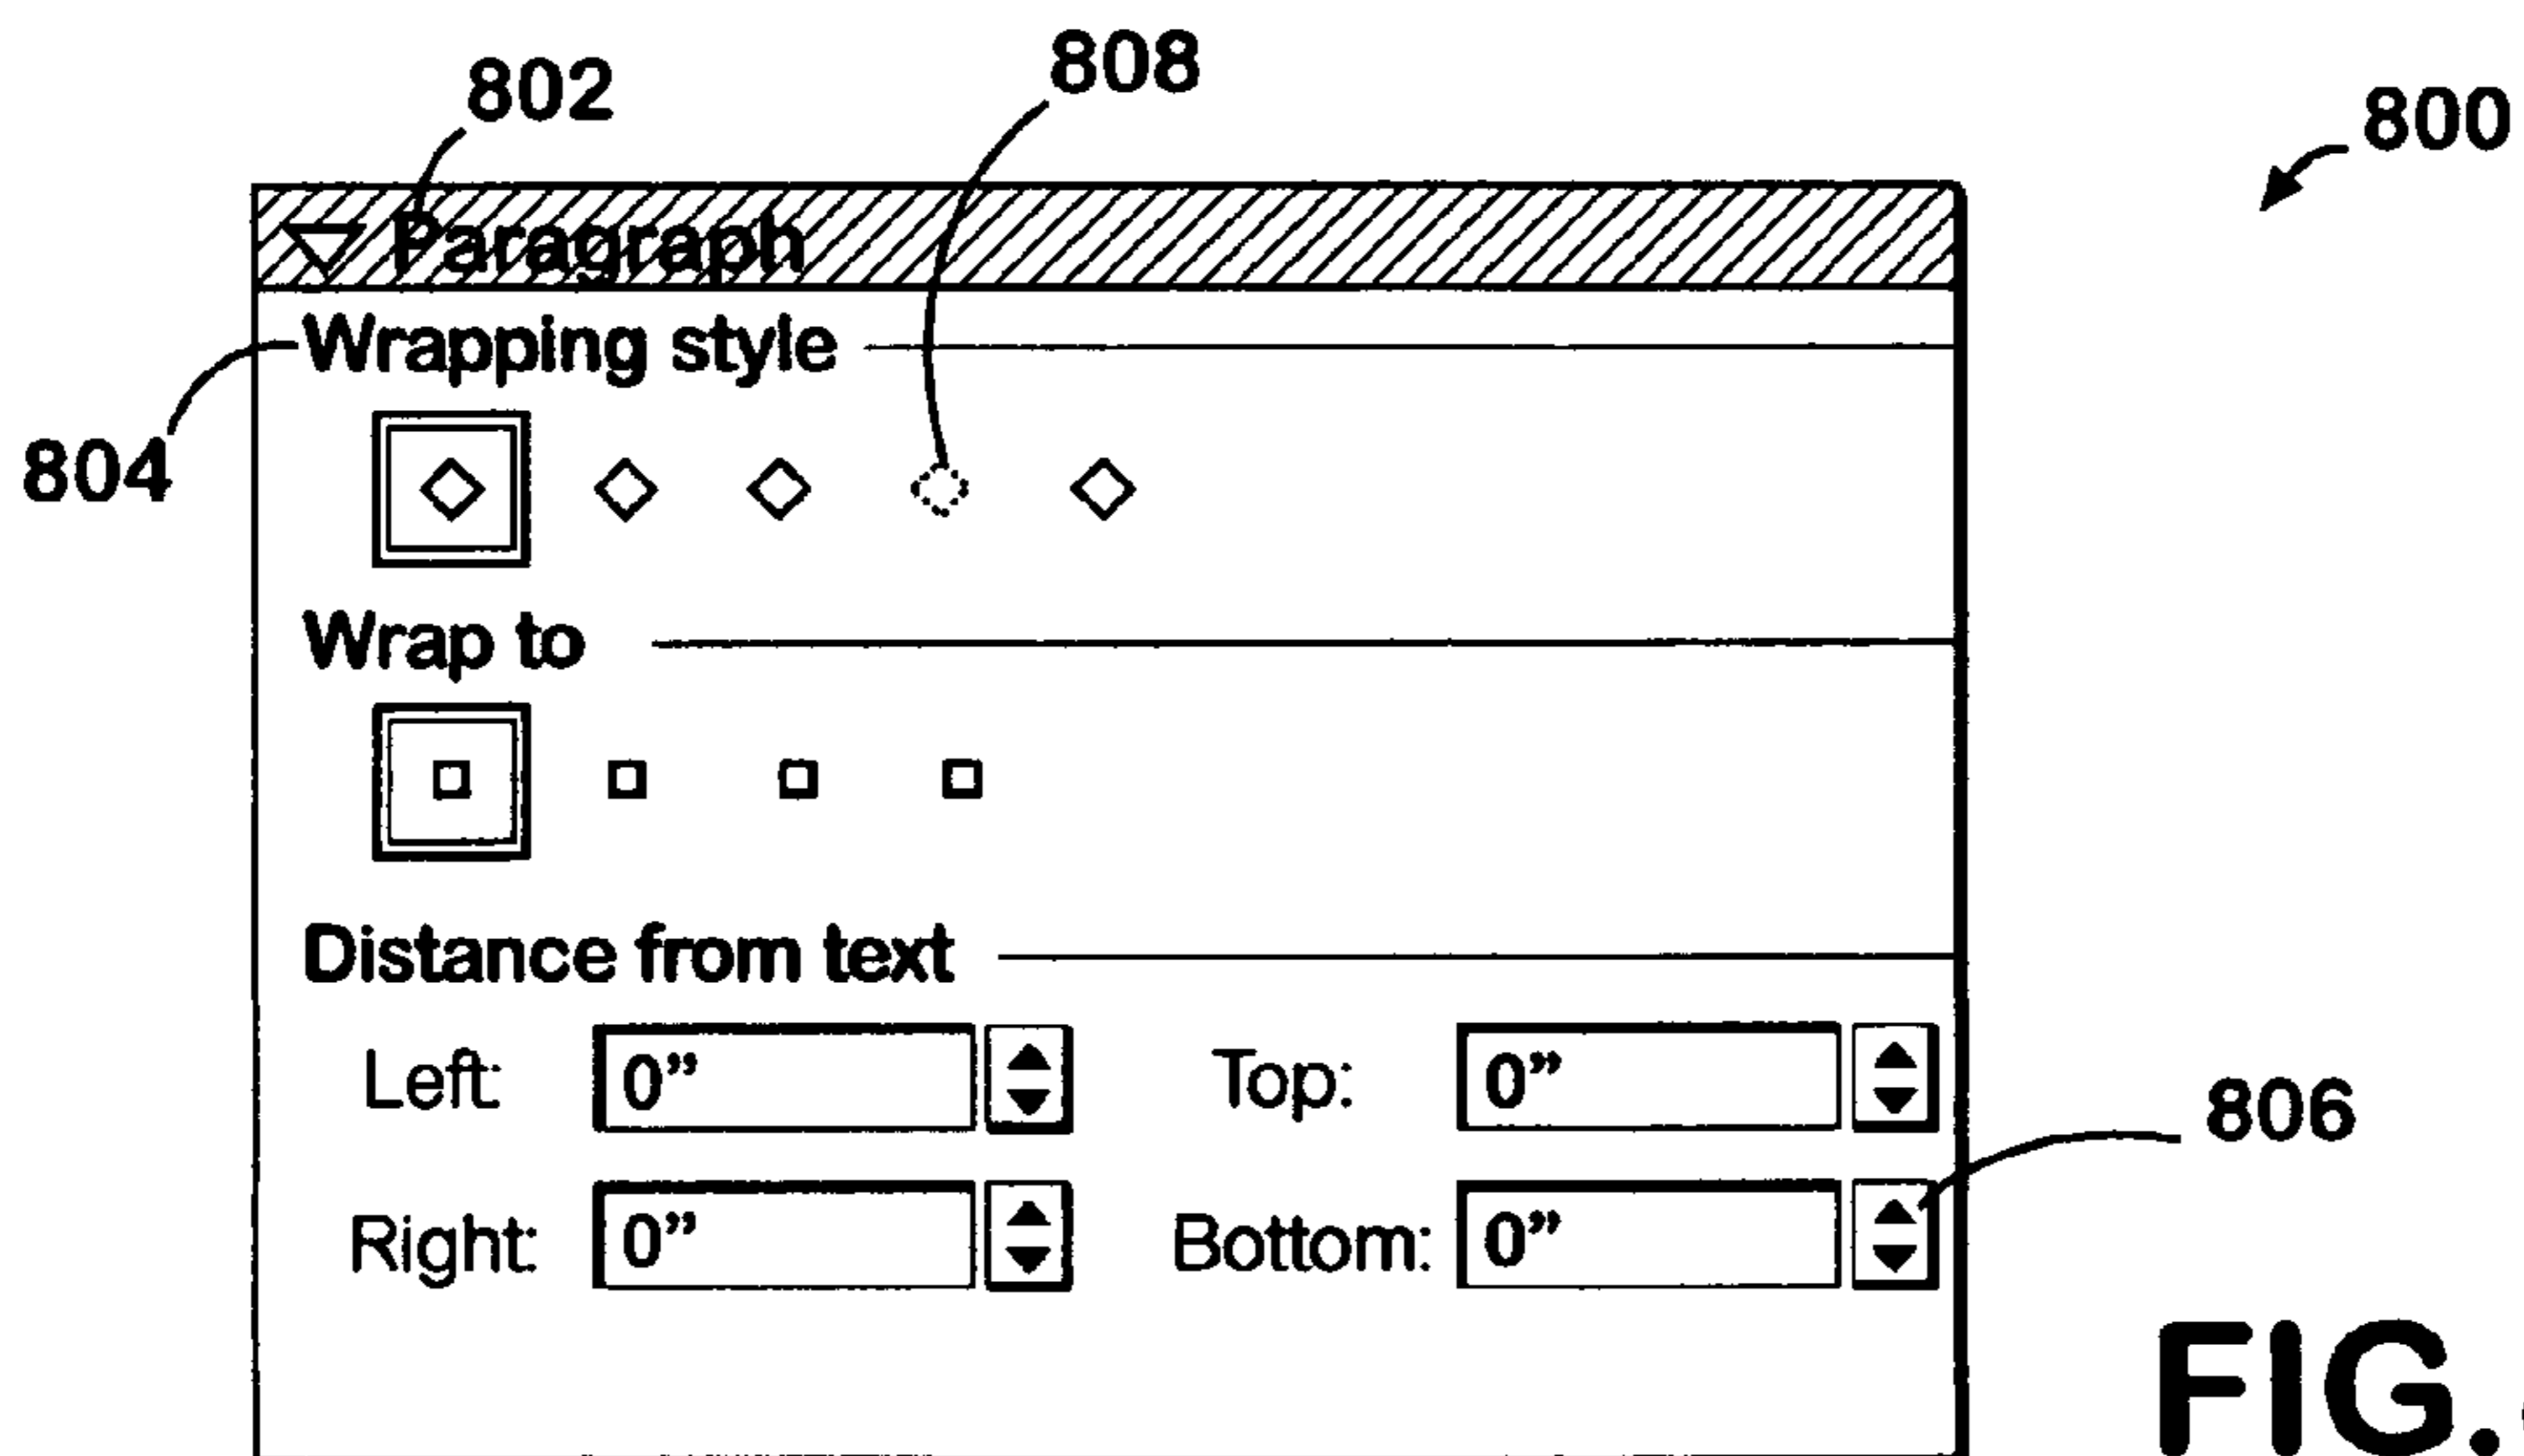 802
808
800
Paragraph
Wrapping style
804
Wrap to
Distance from text
Left: 0” Top: 0”
806
Right: 0” Bottom: 0”
FIG.